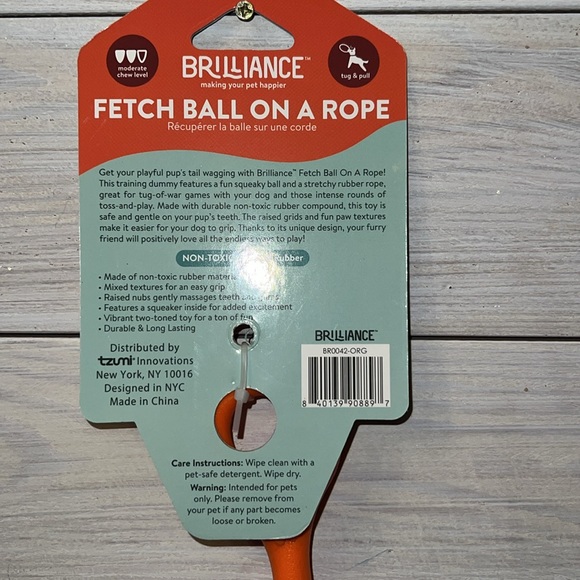 moderate
chew level
BRILLIANCE™
making your pet happier
tug & pull
FETCH BALL ON A ROPE
Récupérer la balle sur une corde
Get your playful pup's tail wagging with Brilliance™ Fetch Ball On A Rope!
This training dummy features a fun squeaky ball and a stretchy rubber rope,
great for tug-of-war games with your dog and those intense rounds of
toss-and-play. Made with durable non-toxic rubber compound, this toy is
safe and gentle on your pup's teeth. The raised grids and fun paw textures
make it easier for your dog to grip. Thanks to its unique design, your furry
friend will positively love all the endless ways to play!
NON-TOXIC Rubber
• Made of non-toxic rubber material
• Mixed textures for an easy grip
• Raised nubs gently massages teeth
• Features a squeaker inside for added excitement
• Vibrant two-toned toy for a ton of fun
• Durable & Long Lasting
Distributed by
tzumi Innovations
New York, NY 10016
Designed in NYC
Made in China
BRILLIANCE™
BR0042-ORG
8 40139 90889 7
Care Instructions: Wipe clean with a
pet-safe detergent. Wipe dry.
Warning: Intended for pets
only. Please remove from
your pet if any part becomes
loose or broken.